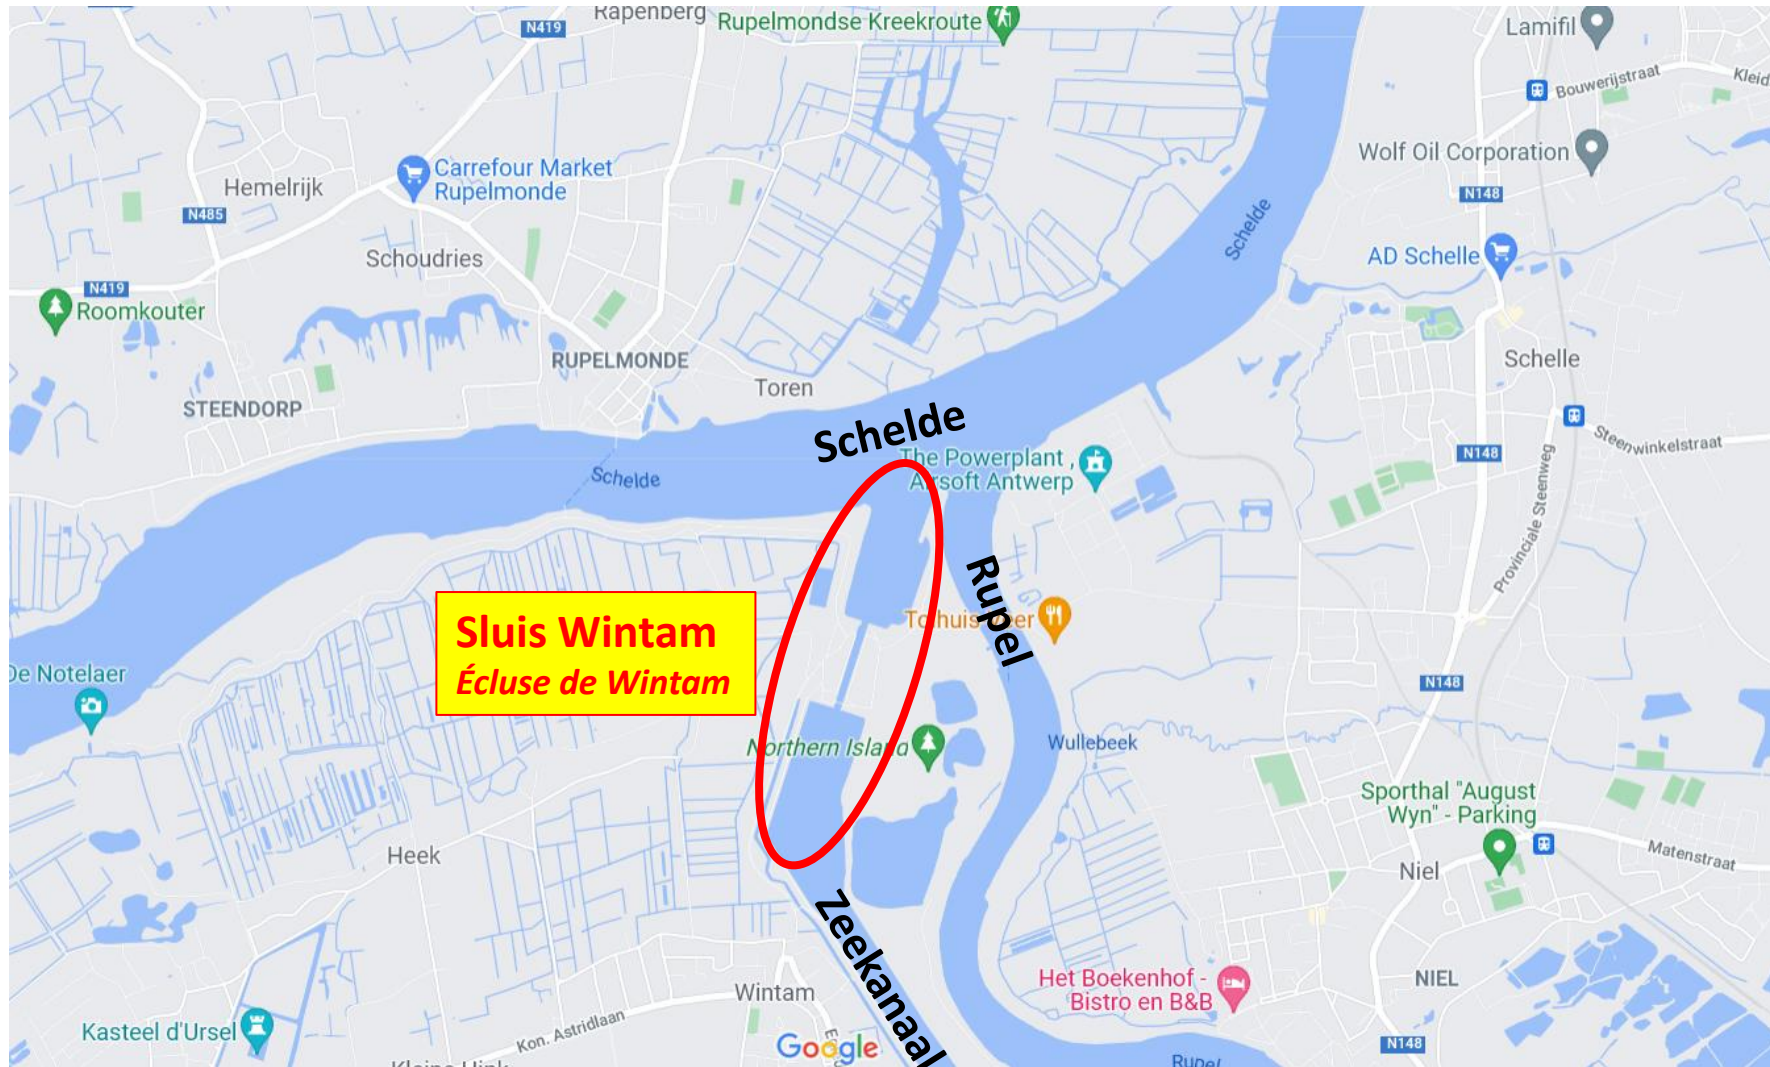 Rapenberg
Rupelmondse Kreekroute
N419
Lamifil
Bouwerijstraat
Kleid
Carrefour Market
Rupelmonde
Wolf Oil Corporation
Hemelrijk
N148
N485
Schelde
Schoudries
AD Schelle
N419
Roomkouter
RUPELMONDE
Schelle
Toren
STEENDORP
Schelde
Steenwinkelstraat
The Powerplant ,
Airsoft Antwerp
N148
Schelde
Provinciale Steenweg
Rupel
Sluis Wintam
Écluse de Wintam
De Notelaer
N148
Northern Island
Wullebeek
Sporthal "August
Wyn" - Parking
Heek
Matenstraat
Niel
Zeekanaal
Het Boekenhof -
Bistro en B&B
NIEL
Wintam
Kasteel d'Ursel
Kon. Astridlaan
Google
N148
Rupel